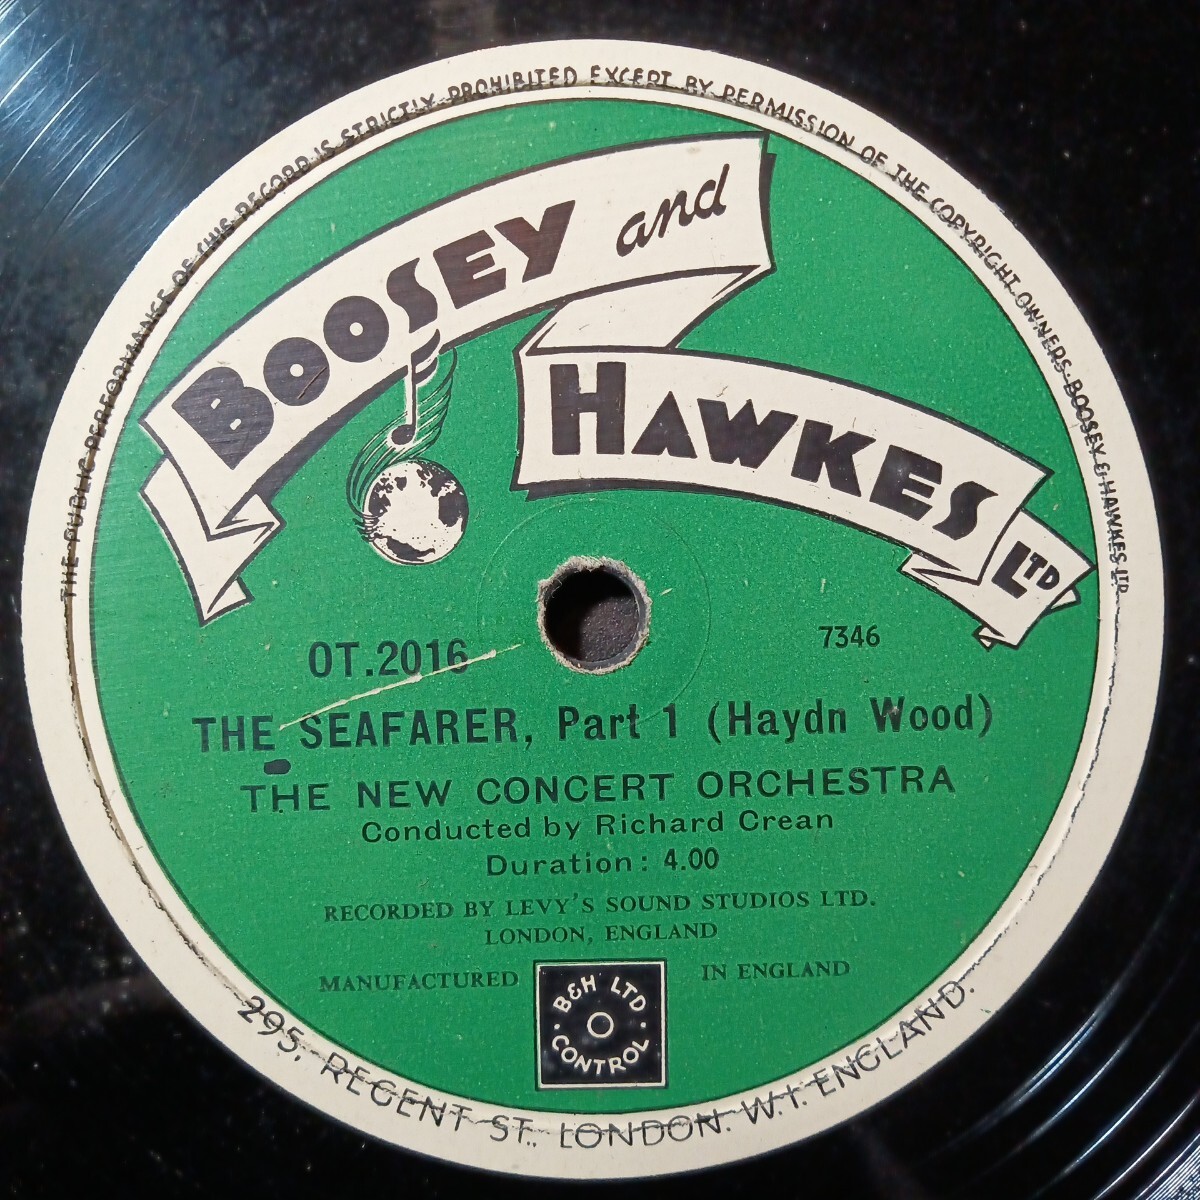 THE PUBLIC PERFORMANCE OF THIS RECORD IS STRICTLY PROHIBITED EXCEPT BY PERMISSION OF THE COPYRIGHT OWNERS·BOOSEY & HAWKES LTD
BOOSEY and
HAWKES LTD
OT.2016
7346
THE SEAFARER, Part 1 (Haydn Wood)
THE NEW CONCERT ORCHESTRA
Conducted by Richard Crean
Duration: 4.00
RECORDED BY LEVY'S SOUND STUDIOS LTD.
LONDON, ENGLAND
MANUFACTURED IN ENGLAND
B&H LTD
· CONTROL ·
295, REGENT ST., LONDON. W.1. ENGLAND.